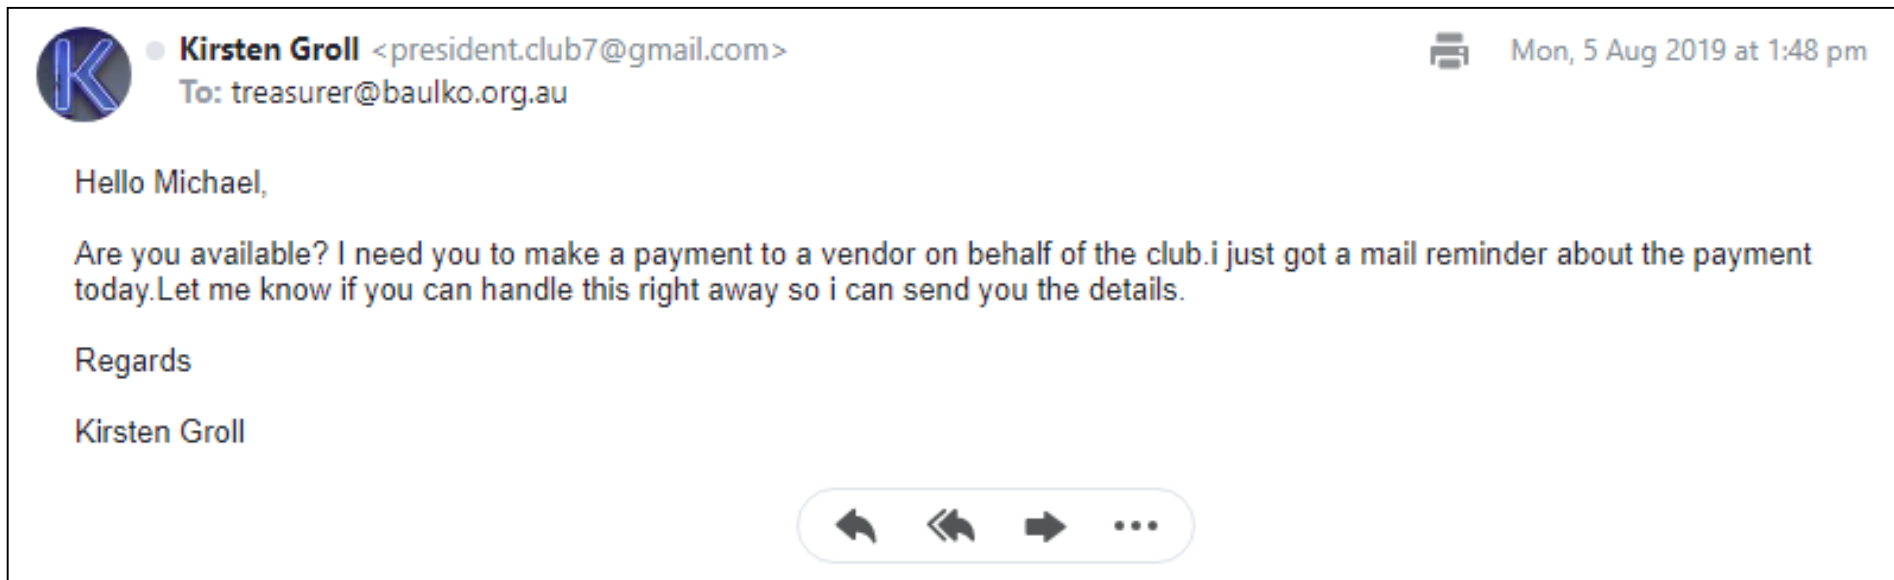 K
Kirsten Groll <president.club7@gmail.com>
Mon, 5 Aug 2019 at 1:48 pm
To: treasurer@baulko.org.au
Hello Michael,
Are you available? I need you to make a payment to a vendor on behalf of the club.i just got a mail reminder about the payment
today.Let me know if you can handle this right away so i can send you the details.
Regards
Kirsten Groll